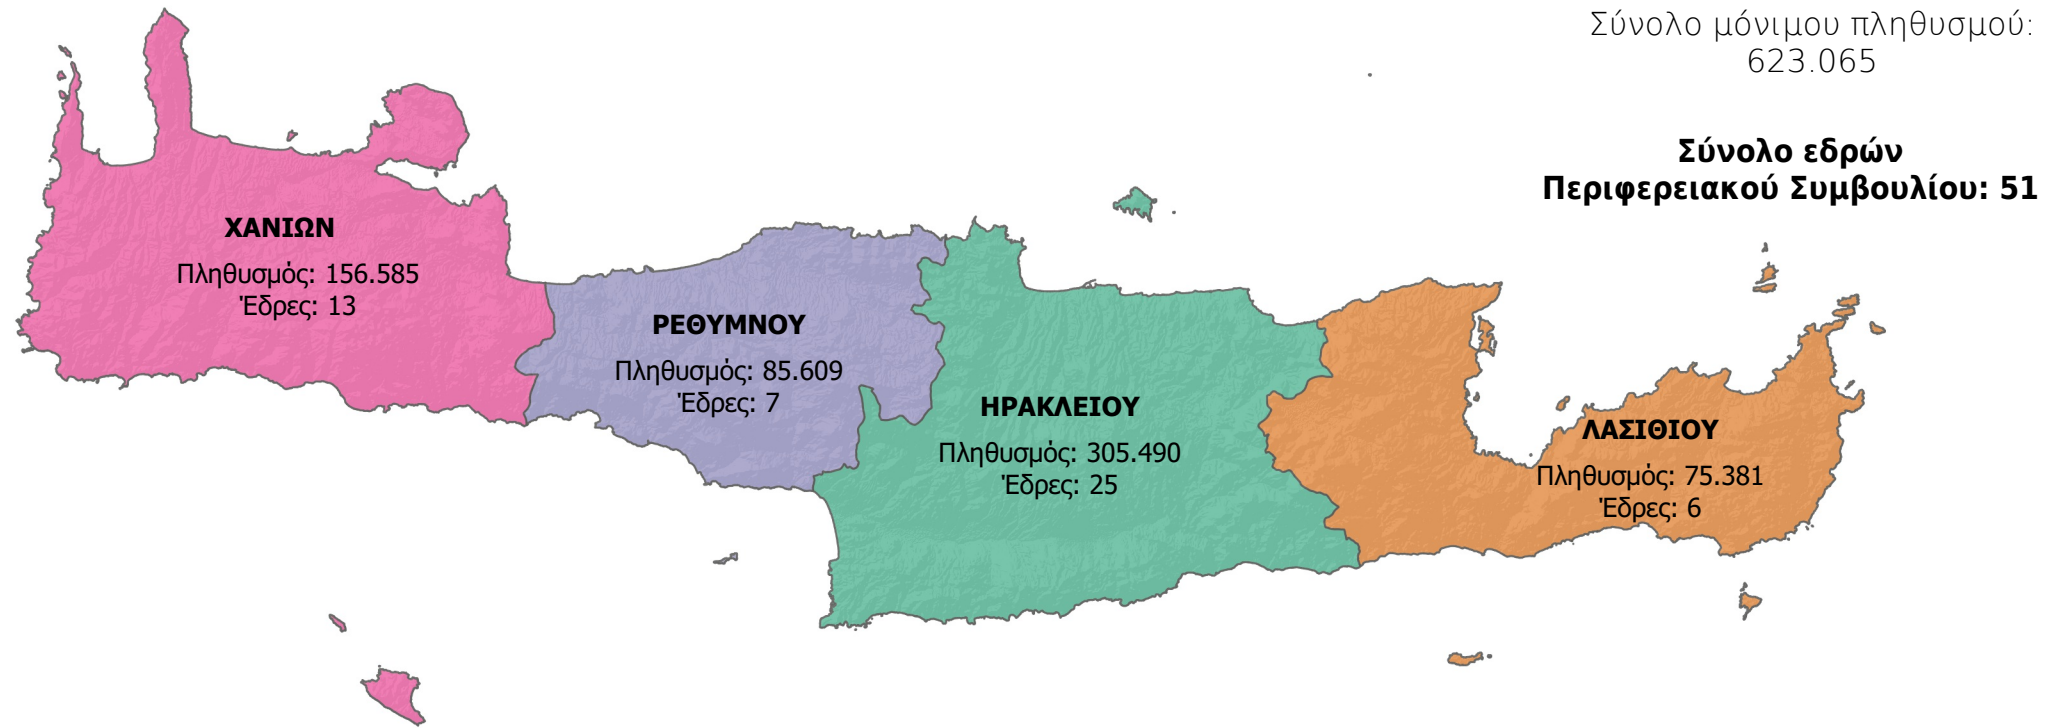 Σύνολο μόνιμου πληθυσμού:
623.065
Σύνολο εδρών
Περιφερειακού Συμβουλίου: 51
ΧΑΝΙΩΝ
Πληθυσμός: 156.585
Έδρες: 13
ΡΕΘΥΜΝΟΥ
Πληθυσμός: 85.609
Έδρες: 7
ΗΡΑΚΛΕΙΟΥ
Πληθυσμός: 305.490
Έδρες: 25
ΛΑΣΙΘΙΟΥ
Πληθυσμός: 75.381
Έδρες: 6